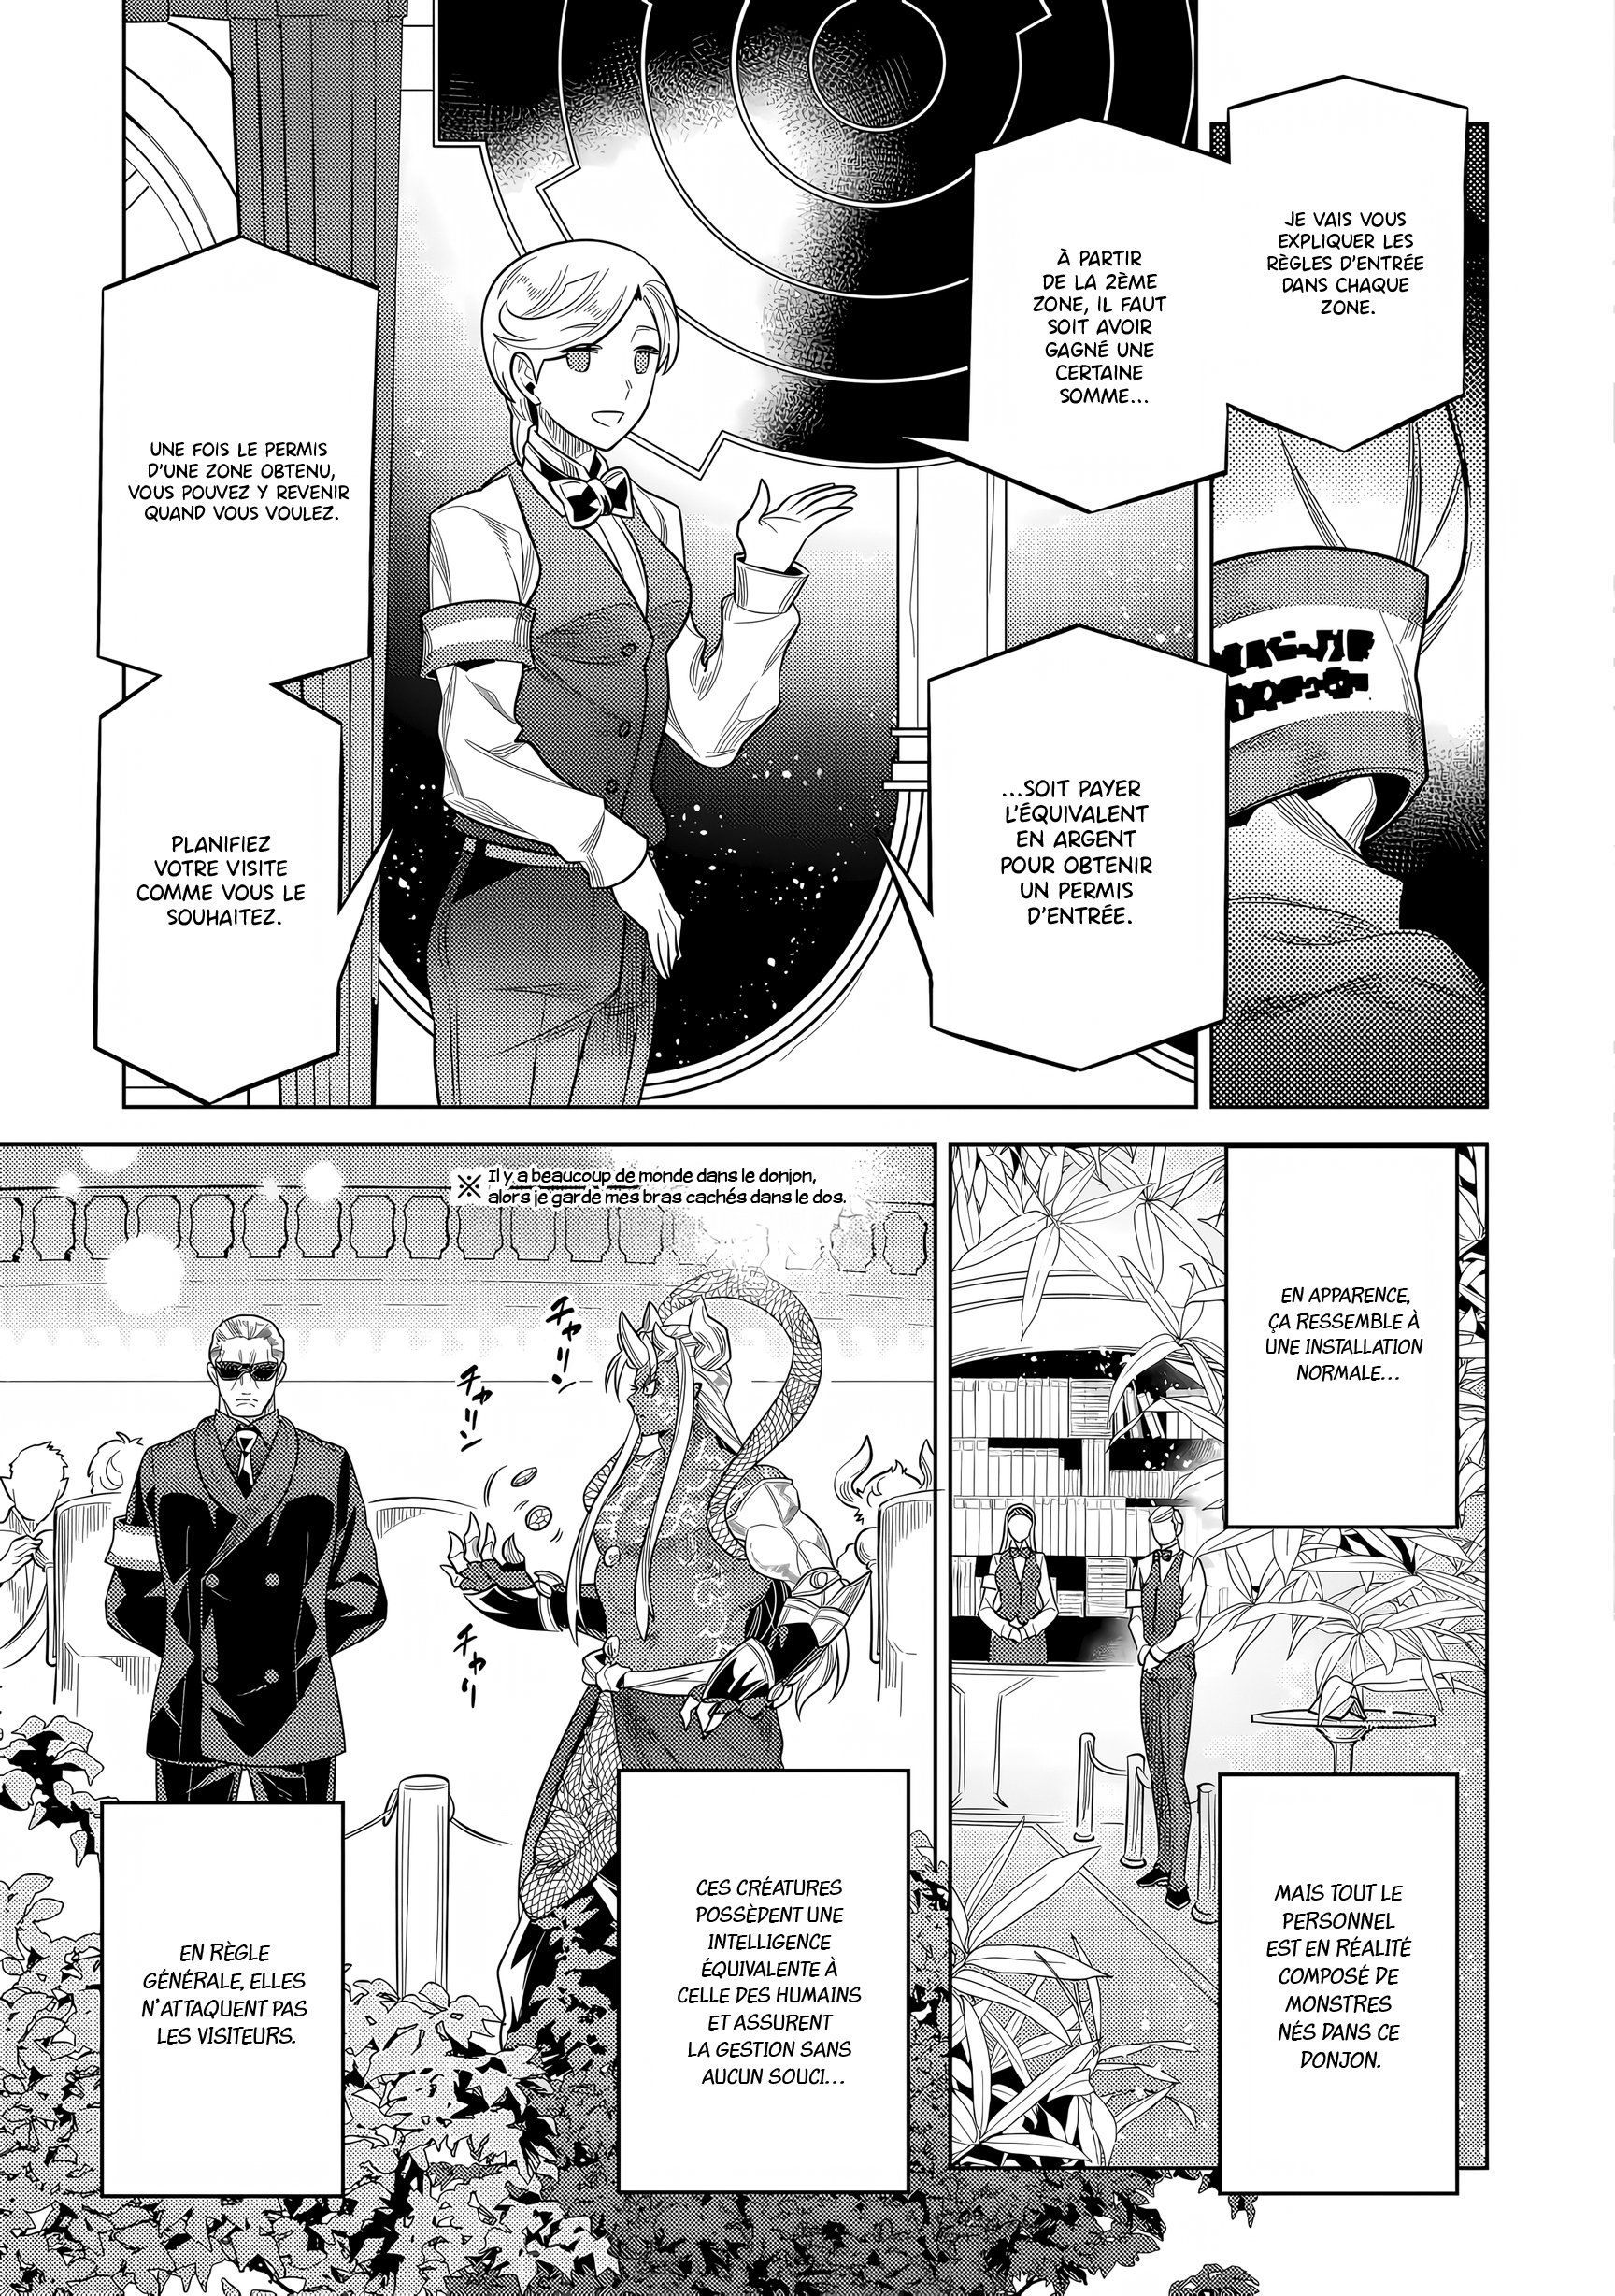 JE VAIS VOUS
EXPLIQUER LES
RÈGLES D'ENTRÉE
DANS CHAQUE
ZONE.
À PARTIR
DE LA 2ÈME
ZONE, IL FAUT
SOIT AVOIR
GAGNÉ UNE
CERTAINE
SOMME...
...SOIT PAYER
L'ÉQUIVALENT
EN ARGENT
POUR OBTENIR
UN PERMIS
D'ENTRÉE.
UNE FOIS LE PERMIS
D'UNE ZONE OBTENU,
VOUS POUVEZ Y REVENIR
QUAND VOUS VOULEZ.
PLANIFIEZ
VOTRE VISITE
COMME VOUS LE
SOUHAITEZ.
EN APPARENCE,
ÇA RESSEMBLE À
UNE INSTALLATION
NORMALE...
MAIS TOUT LE
PERSONNEL
EST EN RÉALITÉ
COMPOSÉ DE
MONSTRES
NÉS DANS CE
DONJON.
※ Il y a beaucoup de monde dans le donjon,
alors je garde mes bras cachés dans le dos.
チャリン
チャリン
チャリ
CES CRÉATURES
POSSÈDENT UNE
INTELLIGENCE
ÉQUIVALENTE À
CELLE DES HUMAINS
ET ASSURENT
LA GESTION SANS
AUCUN SOUCI...
EN RÈGLE
GÉNÉRALE, ELLES
N'ATTAQUENT PAS
LES VISITEURS.